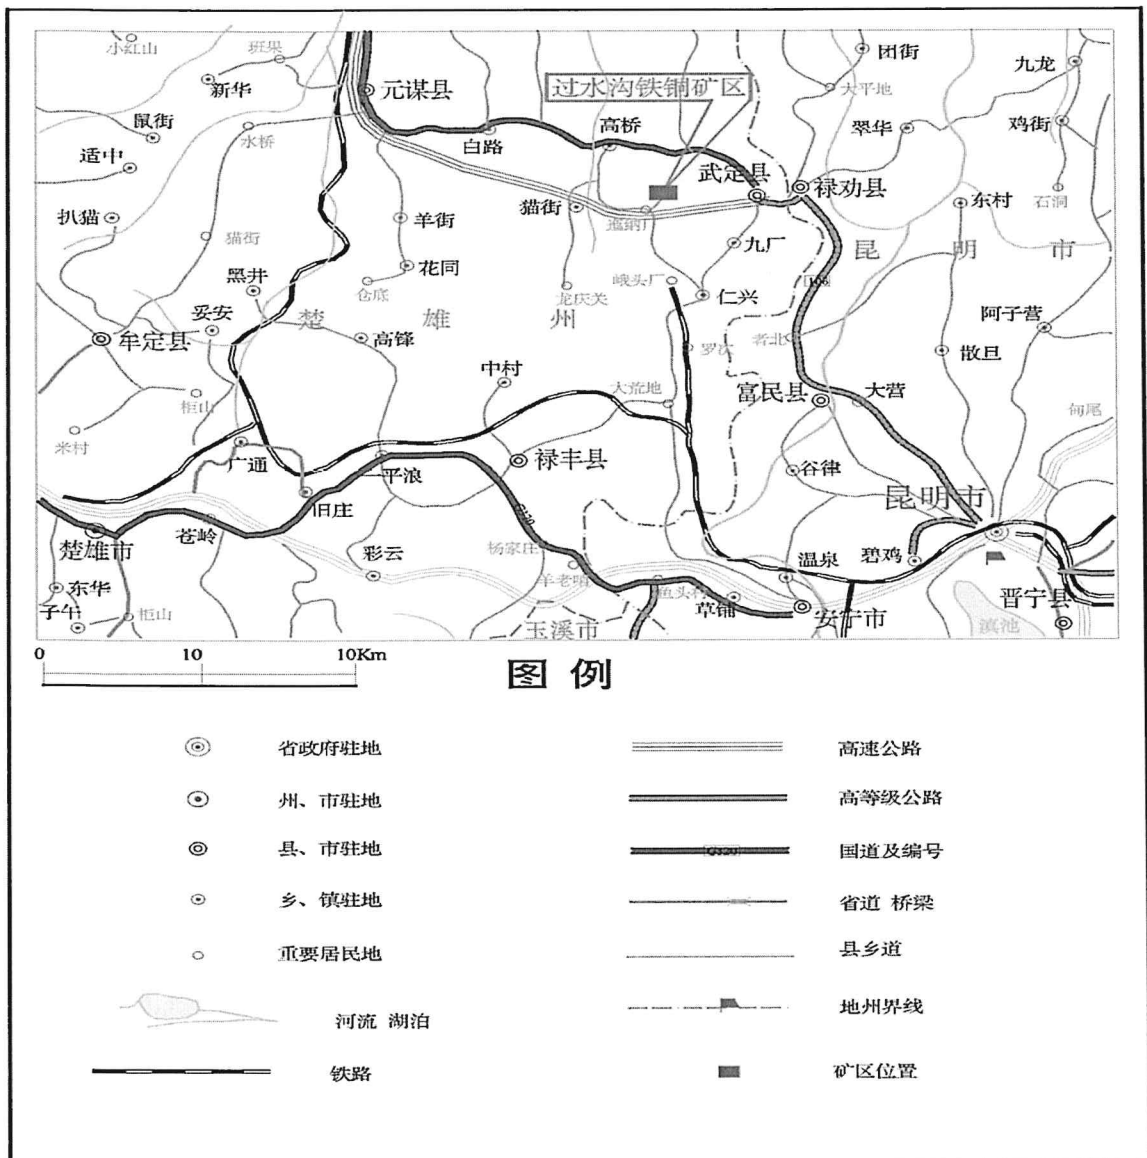 小红山
班果
新华
元谋县
团街
九龙
大平地
过水沟铁铜矿区
鼠街
水桥
白路
高桥
翠华
鸡街
适中
武定县
禄劝县
石洞
扒猫
猫街
羊街
猫街
东村
九厂
昆明市
黑井
花同
仓底
龙庆关
峨头厂
仁兴
妥安
楚雄州
阿子营
牟定县
高锋
罗次
者北
散旦
中村
大荒地
富民县
大营
柜山
米村
甸尾
广通
一平浪
禄丰县
谷律
昆明市
旧庄
楚雄市
苍岭
彩云
杨家庄
羊老哨
温泉
碧鸡
东华
子午
柜山
草铺
安宁市
晋宁县
玉溪市
滇池
0 10 10Km
图 例
省政府驻地
高速公路
州、市驻地
高等级公路
县、市驻地
G320
国道及编号
乡、镇驻地
省道 桥梁
重要居民地
县乡道
河流 湖泊
地州界线
铁路
矿区位置